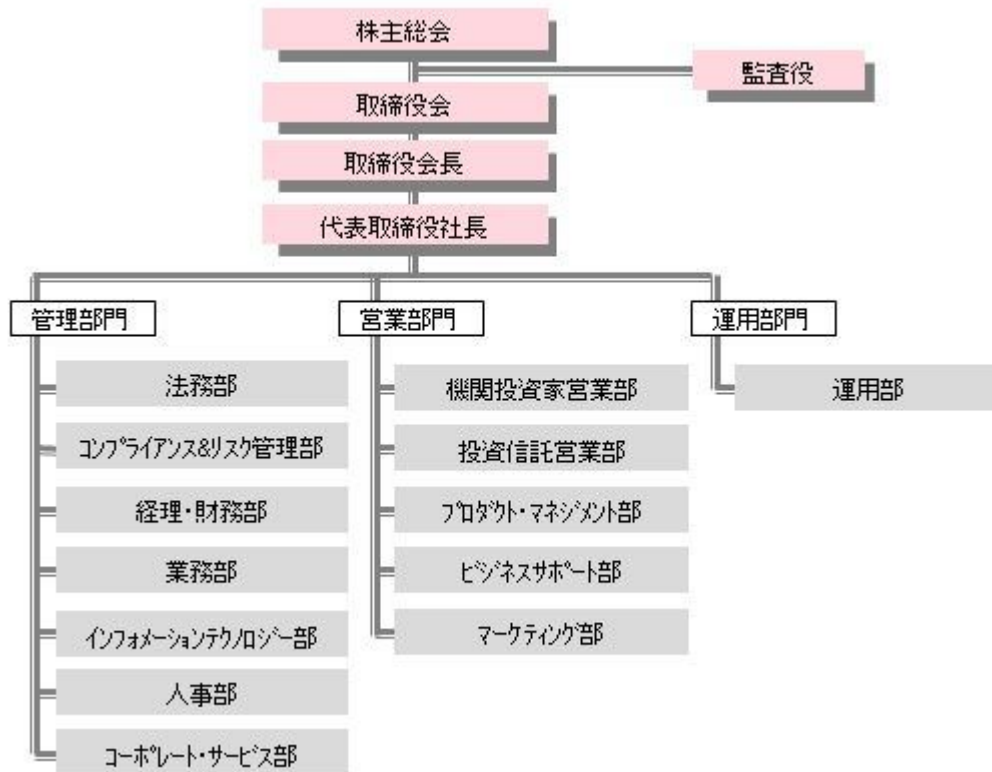 株主総会
監査役
取締役会
取締役会長
代表取締役社長
管理部門
営業部門
運用部門
法務部
機関投資家営業部
運用部
コンプライアンス&リスク管理部
投資信託営業部
経理・財務部
プロダクト・マネジメント部
業務部
ビジネスサポート部
インフォメーションテクノロジー部
マーケティング部
人事部
コーポレート・サービス部